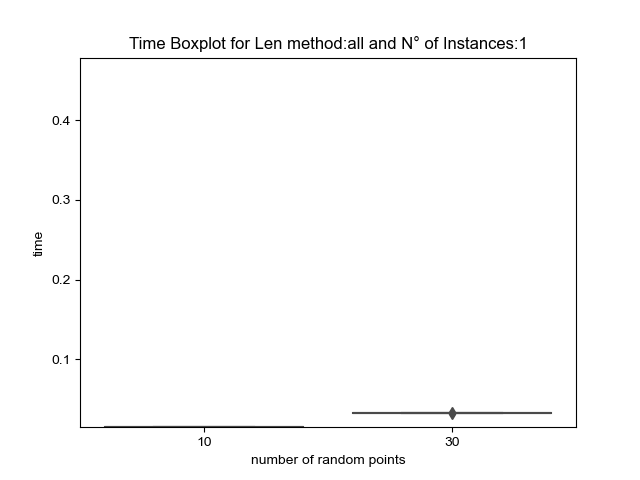 Time Boxplot for Len method:all and N° of Instances:1
0.4
0.3
0.2
0.1
time
10
30
number of random points